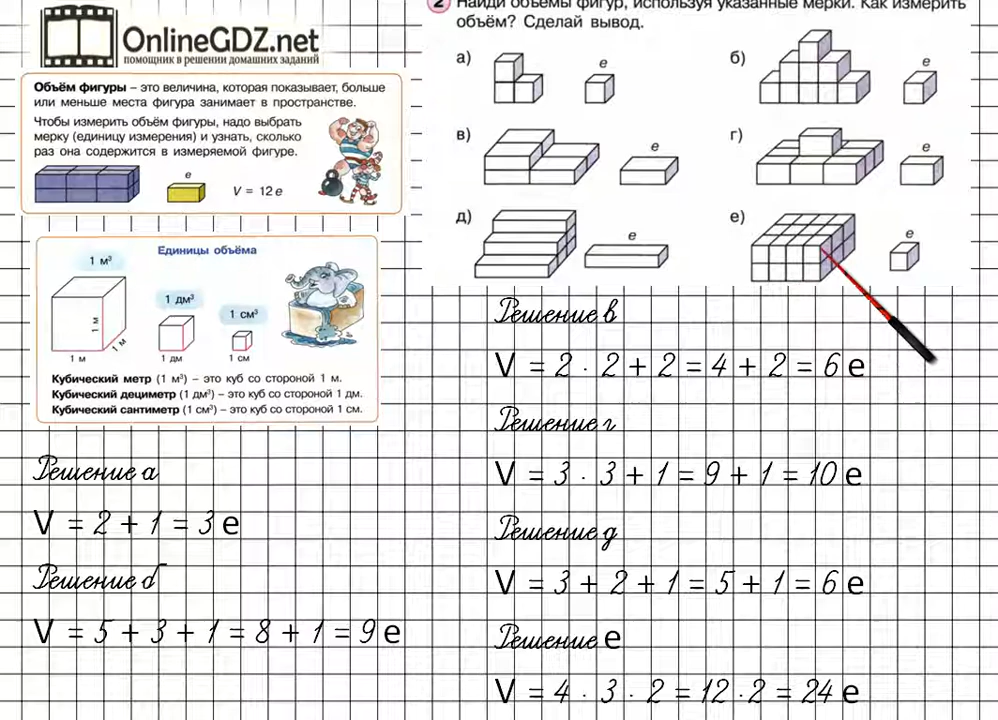 OnlineGDZ.net
помощник в решении домашних заданий
Объём фигуры – это величина, которая показывает, больше
или меньше места фигура занимает в пространстве.
Чтобы измерить объём фигуры, надо выбрать
мерку (единицу измерения) и узнать, сколько
раз она содержится в измеряемой фигуре.
е
V = 12 e
Единицы объёма
1 м³
1 дм³
1 см³
1 м
1 м
1 м
1 дм
1 см
Кубический метр (1 м³) – это куб со стороной 1 м.
Кубический дециметр (1 дм³) – это куб со стороной 1 дм.
Кубический сантиметр (1 см³) – это куб со стороной 1 см.
2 Найди объёмы фигур, используя указанные мерки. Как измерить
объём? Сделай вывод.
а) е
б) е
в) е
г) е
д) е
е) е
Решение а
V = 2 + 1 = 3 е
Решение б
V = 5 + 3 + 1 = 8 + 1 = 9 е
Решение в
V = 2 · 2 + 2 = 4 + 2 = 6 е
Решение г
V = 3 · 3 + 1 = 9 + 1 = 10 е
Решение д
V = 3 + 2 + 1 = 5 + 1 = 6 е
Решение е
V = 4 · 3 · 2 = 12 · 2 = 24 е